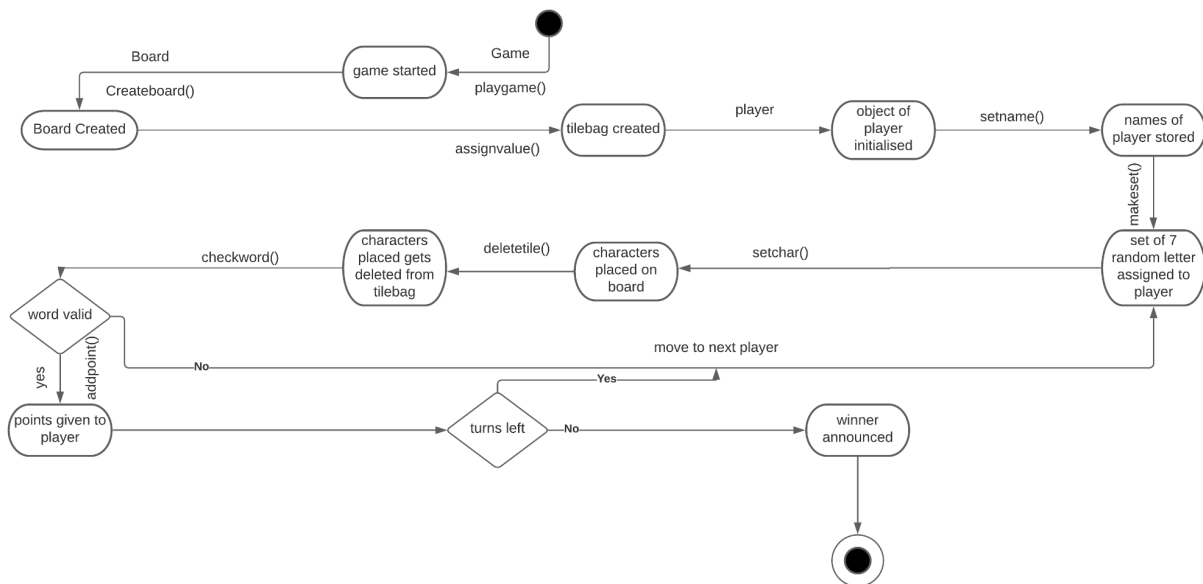 Game
playgame()
game started
Board
Createboard()
Board Created
assignvalue()
tilebag created
player
object of
player
initialised
setname()
names of
player stored
makeset()
set of 7
random letter
assigned to
player
setchar()
characters
placed on
board
deletetile()
characters
placed gets
deleted from
tilebag
checkword()
word valid
No
move to next player
yes
addpoint()
points given to
player
turns left
Yes
No
winner
announced